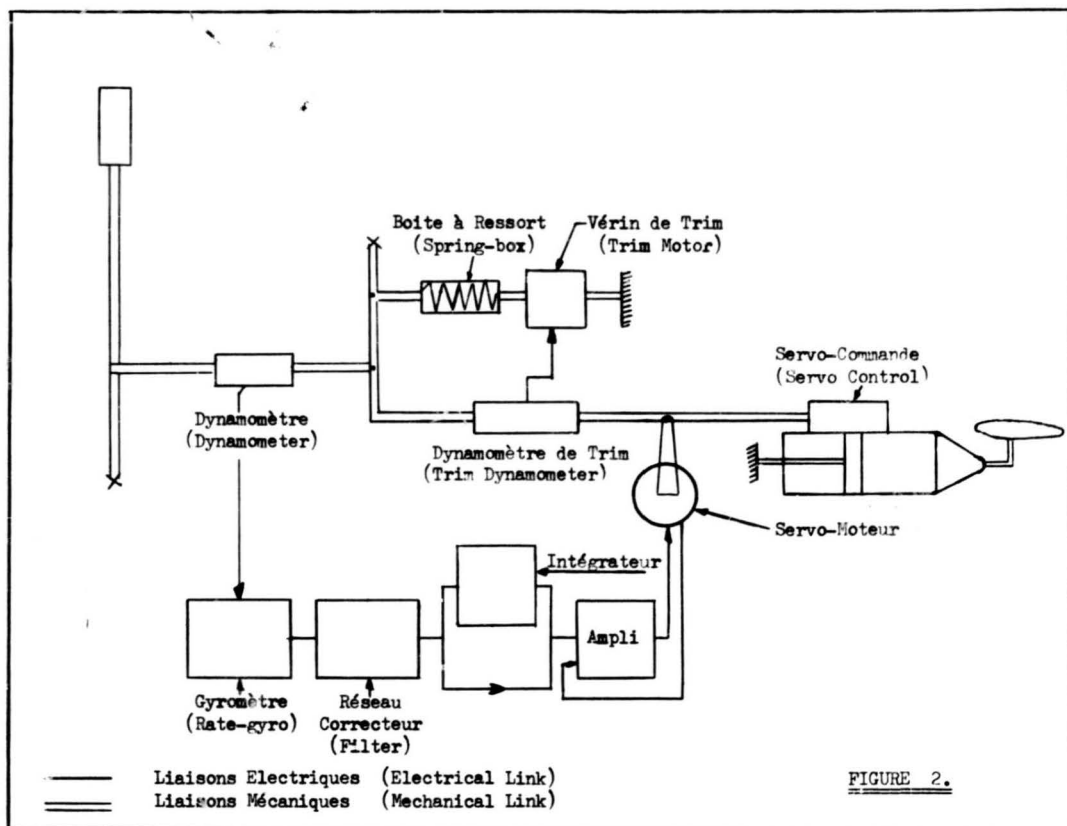 Boite à Ressort
(Spring-box)
Vérin de Trim
(Trim Motor)
Servo-Commande
(Servo Control)
Dynamomètre
(Dynamometer)
Dynamomètre de Trim
(Trim Dynamometer)
Servo-Moteur
Intégrateur
Ampli
Gyromètre
(Rate-gyro)
Réseau
Correcteur
(Filter)
Liaisons Electriques (Electrical Link)
Liaisons Mécaniques (Mechanical Link)
FIGURE 2.